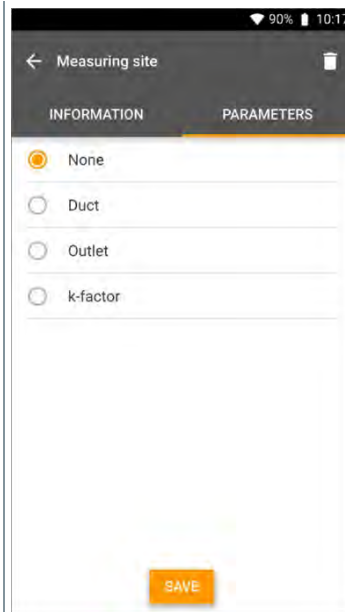 90% 10:17
Measuring site
INFORMATION PARAMETERS
None
Duct
Outlet
k-factor
SAVE